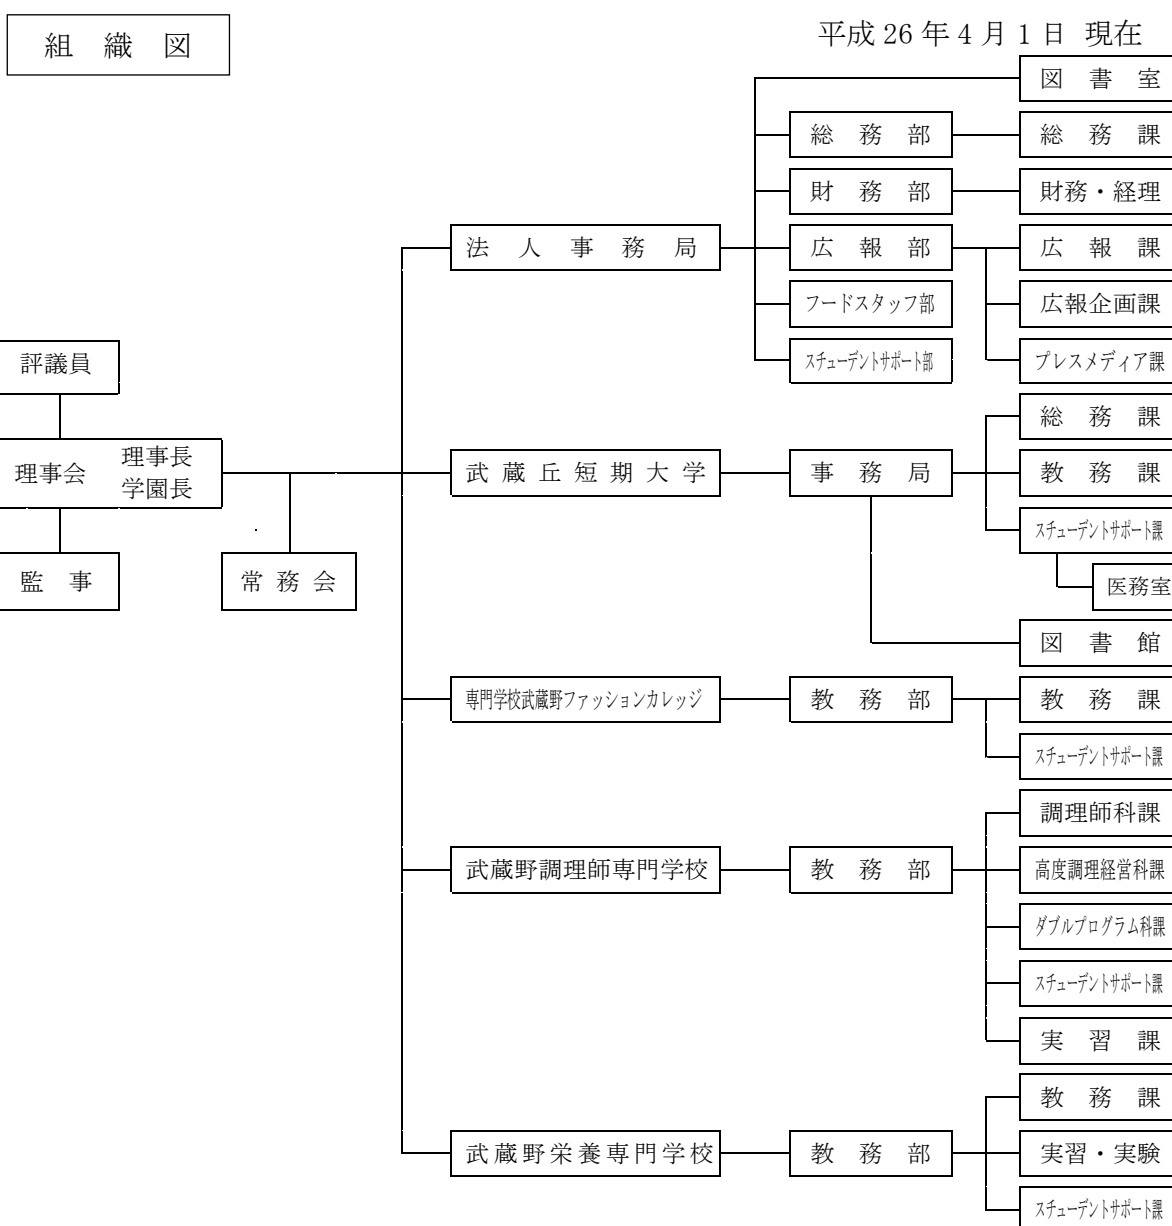 組織図
平成26年4月1日 現在
図書室
総務部
総務課
財務部
財務・経理
法人事務局
広報部
広報課
フードスタッフ部
広報企画課
スチューデントサポート部
プレスメディア課
評議員
理事会
理事長
学園長
監事
常務会
武蔵丘短期大学
事務局
総務課
教務課
スチューデントサポート課
医務室
図書館
専門学校武蔵野ファッションカレッジ
教務部
教務課
スチューデントサポート課
武蔵野調理師専門学校
教務部
調理師科課
高度調理経営科課
ダブルプログラム科課
スチューデントサポート課
実習課
武蔵野栄養専門学校
教務部
教務課
実習・実験
スチューデントサポート課